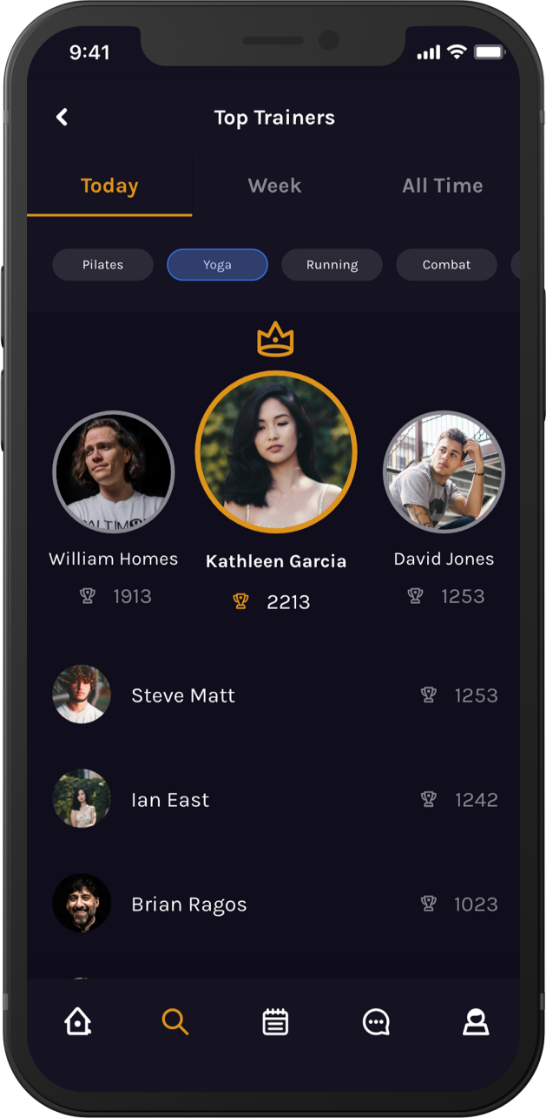 9:41
Top Trainers
Today Week All Time
Pilates Yoga Running Combat
William Homes Kathleen Garcia David Jones
1913 2213 1253
Steve Matt 1253
Ian East 1242
Brian Ragos 1023